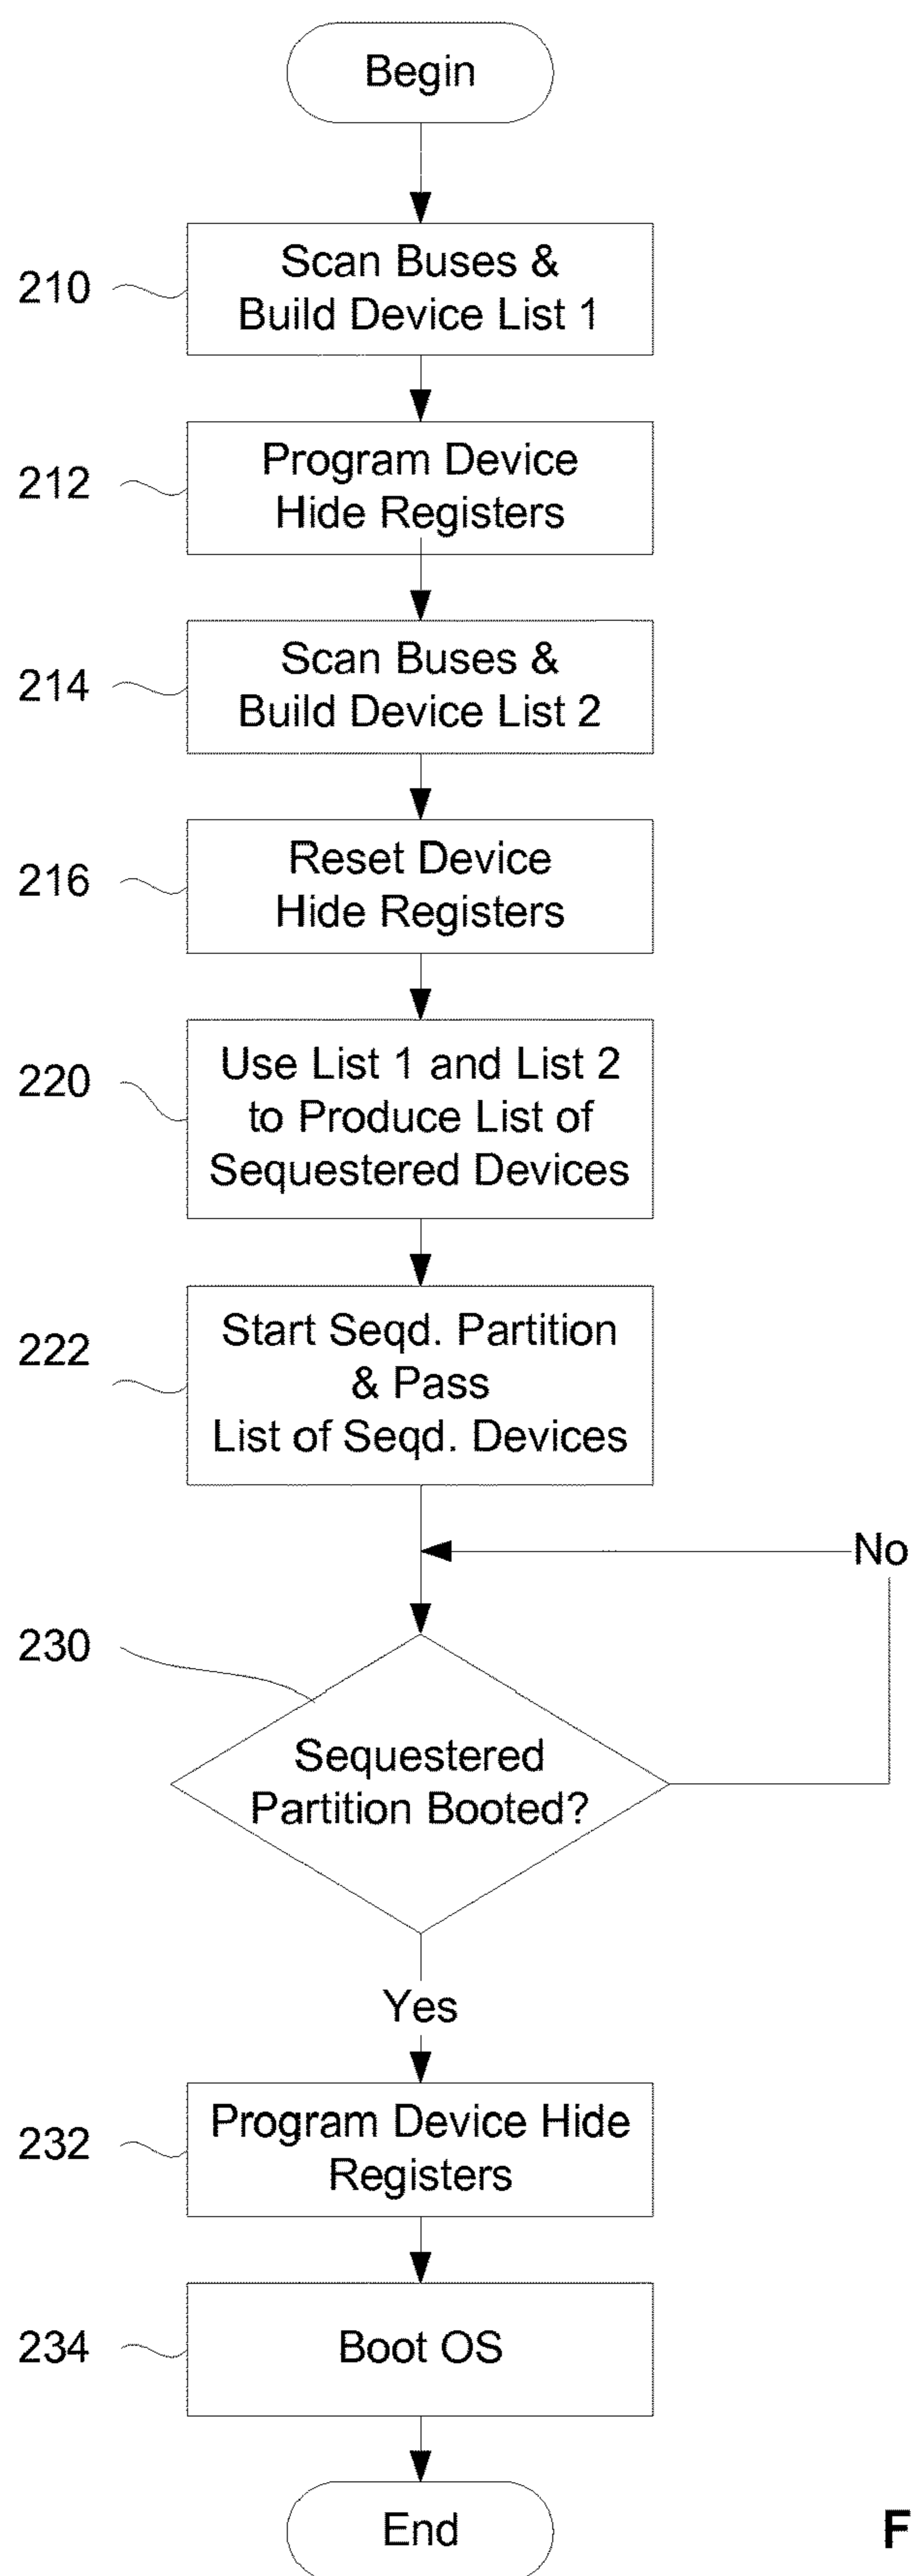 Begin
210
Scan Buses &
Build Device List 1
212
Program Device
Hide Registers
214
Scan Buses &
Build Device List 2
216
Reset Device
Hide Registers
220
Use List 1 and List 2
to Produce List of
Sequestered Devices
222
Start Seqd. Partition
& Pass
List of Seqd. Devices
No
230
Sequestered
Partition Booted?
Yes
232
Program Device Hide
Registers
234
Boot OS
End
F